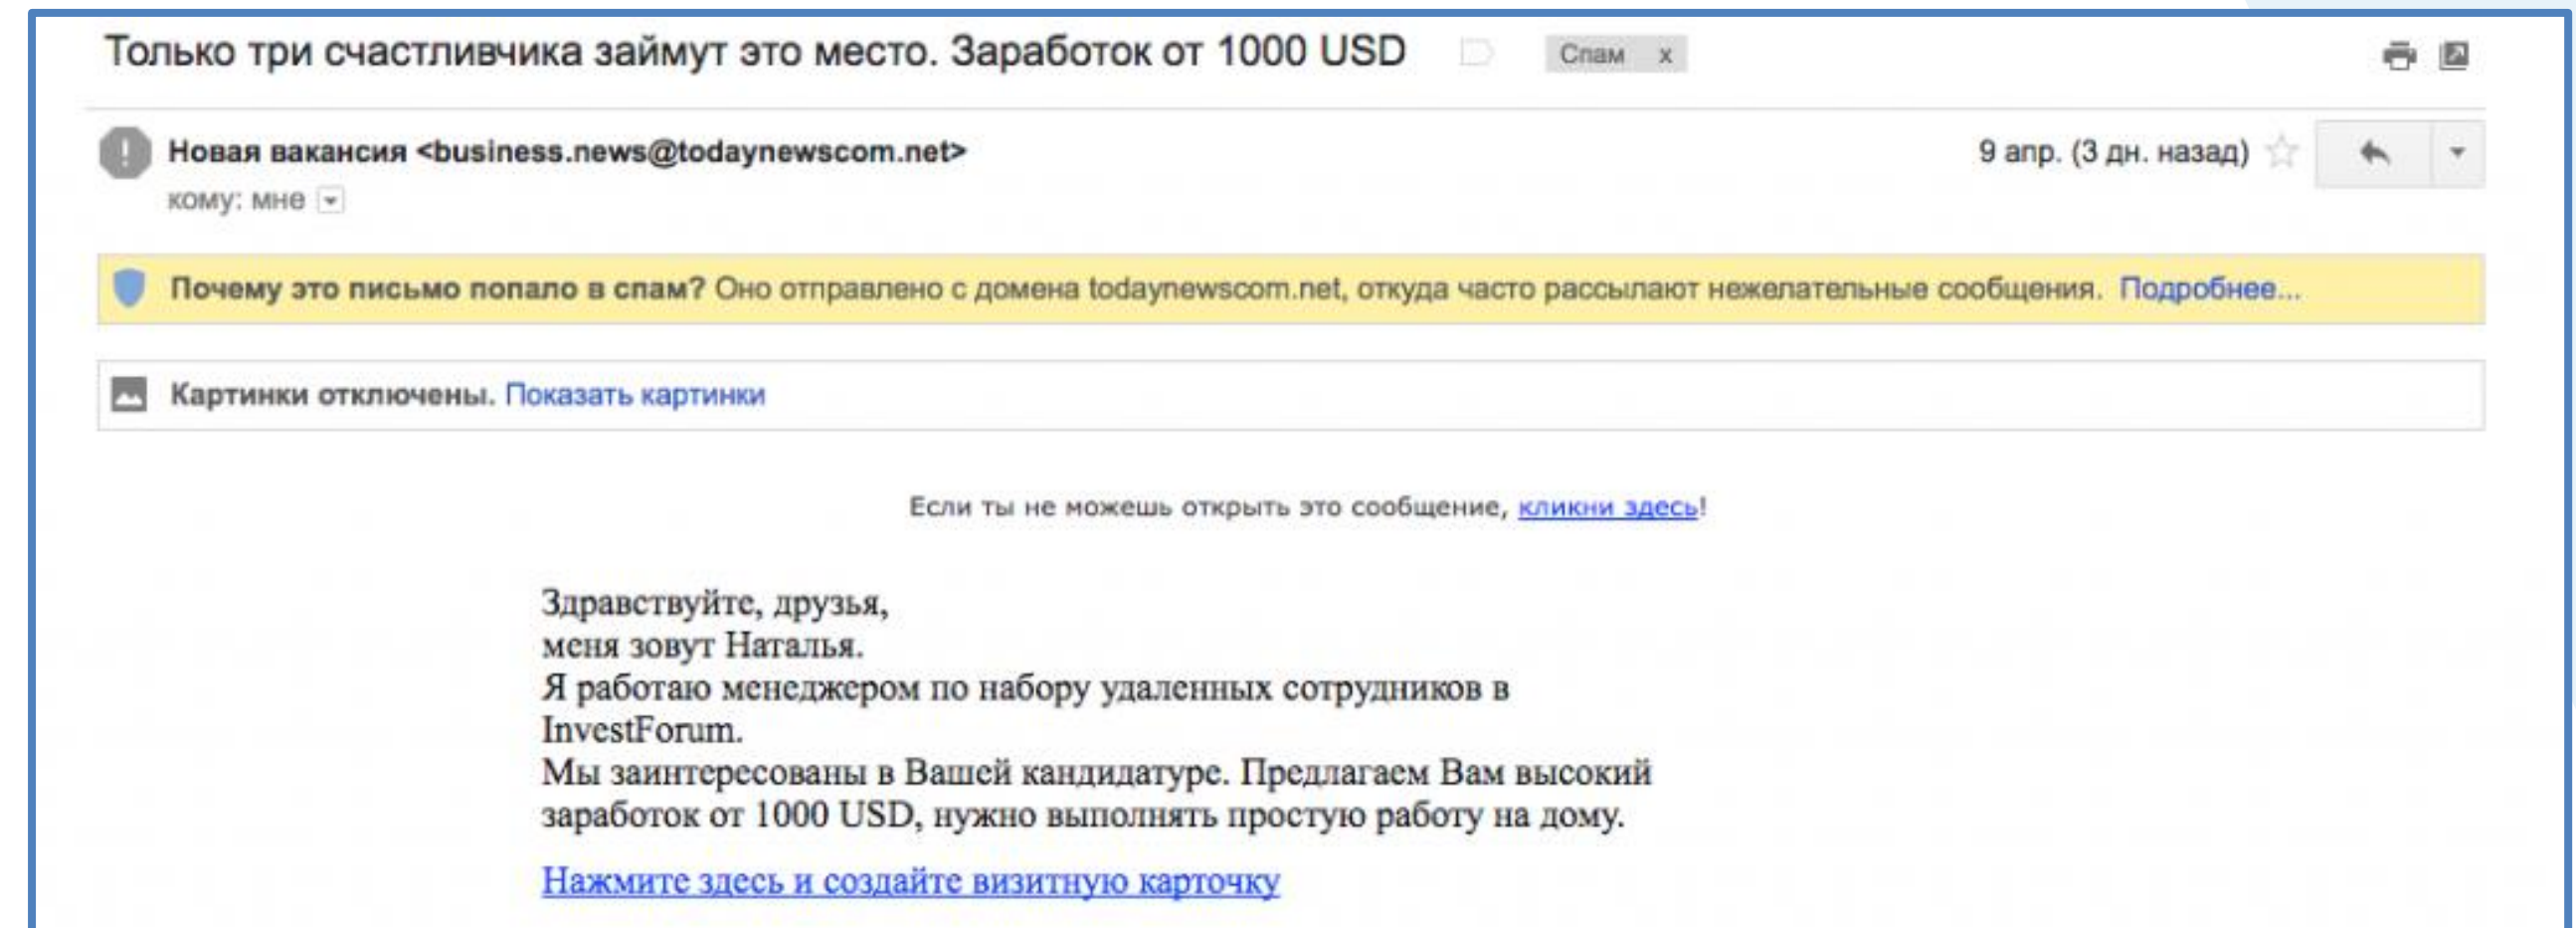 Только три счастливчика займут это место. Заработок от 1000 USD Спам x
Новая вакансия <business.news@todaynewscom.net> 9 апр. (3 дн. назад)
кому: мне
Почему это письмо попало в спам? Оно отправлено с домена todaynewscom.net, откуда часто рассылают нежелательные сообщения. Подробнее...
Картинки отключены. Показать картинки
Если ты не можешь открыть это сообщение, кликни здесь!
Здравствуйте, друзья,
меня зовут Наталья.
Я работаю менеджером по набору удаленных сотрудников в
InvestForum.
Мы заинтересованы в Вашей кандидатуре. Предлагаем Вам высокий
заработок от 1000 USD, нужно выполнять простую работу на дому.
Нажмите здесь и создайте визитную карточку